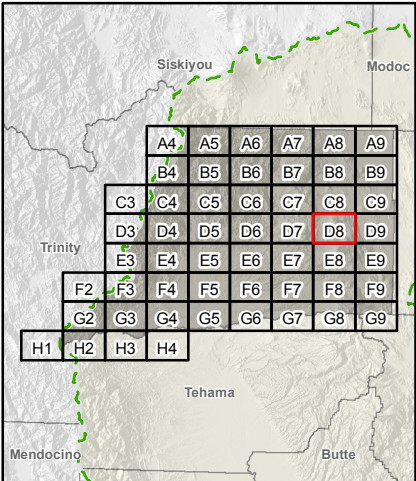 Siskiyou
Modoc
A4 A5 A6 A7 A8 A9
B4 B5 B6 B7 B8 B9
C3 C4 C5 C6 C7 C8 C9
D3 D4 D5 D6 D7 D8 D9
Trinity
E3 E4 E5 E6 E7 E8 E9
F2 F3 F4 F5 F6 F7 F8 F9
G2 G3 G4 G5 G6 G7 G8 G9
H1 H2 H3 H4
Tehama
Mendocino
Butte